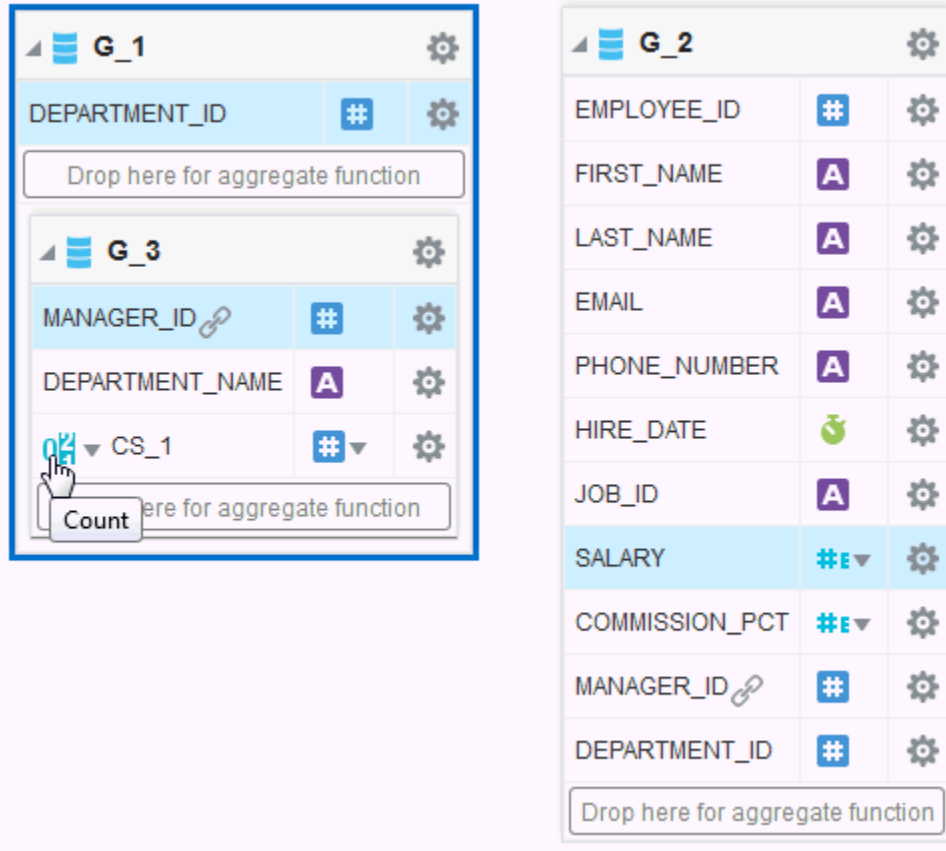 G_1
DEPARTMENT_ID
#
Drop here for aggregate function
G_3
MANAGER_ID
#
DEPARTMENT_NAME
A
CS_1
#
ere for aggregate function
Count
G_2
EMPLOYEE_ID
#
FIRST_NAME
A
LAST_NAME
A
EMAIL
A
PHONE_NUMBER
A
HIRE_DATE
JOB_ID
A
SALARY
#E
COMMISSION_PCT
#E
MANAGER_ID
#
DEPARTMENT_ID
#
Drop here for aggregate function